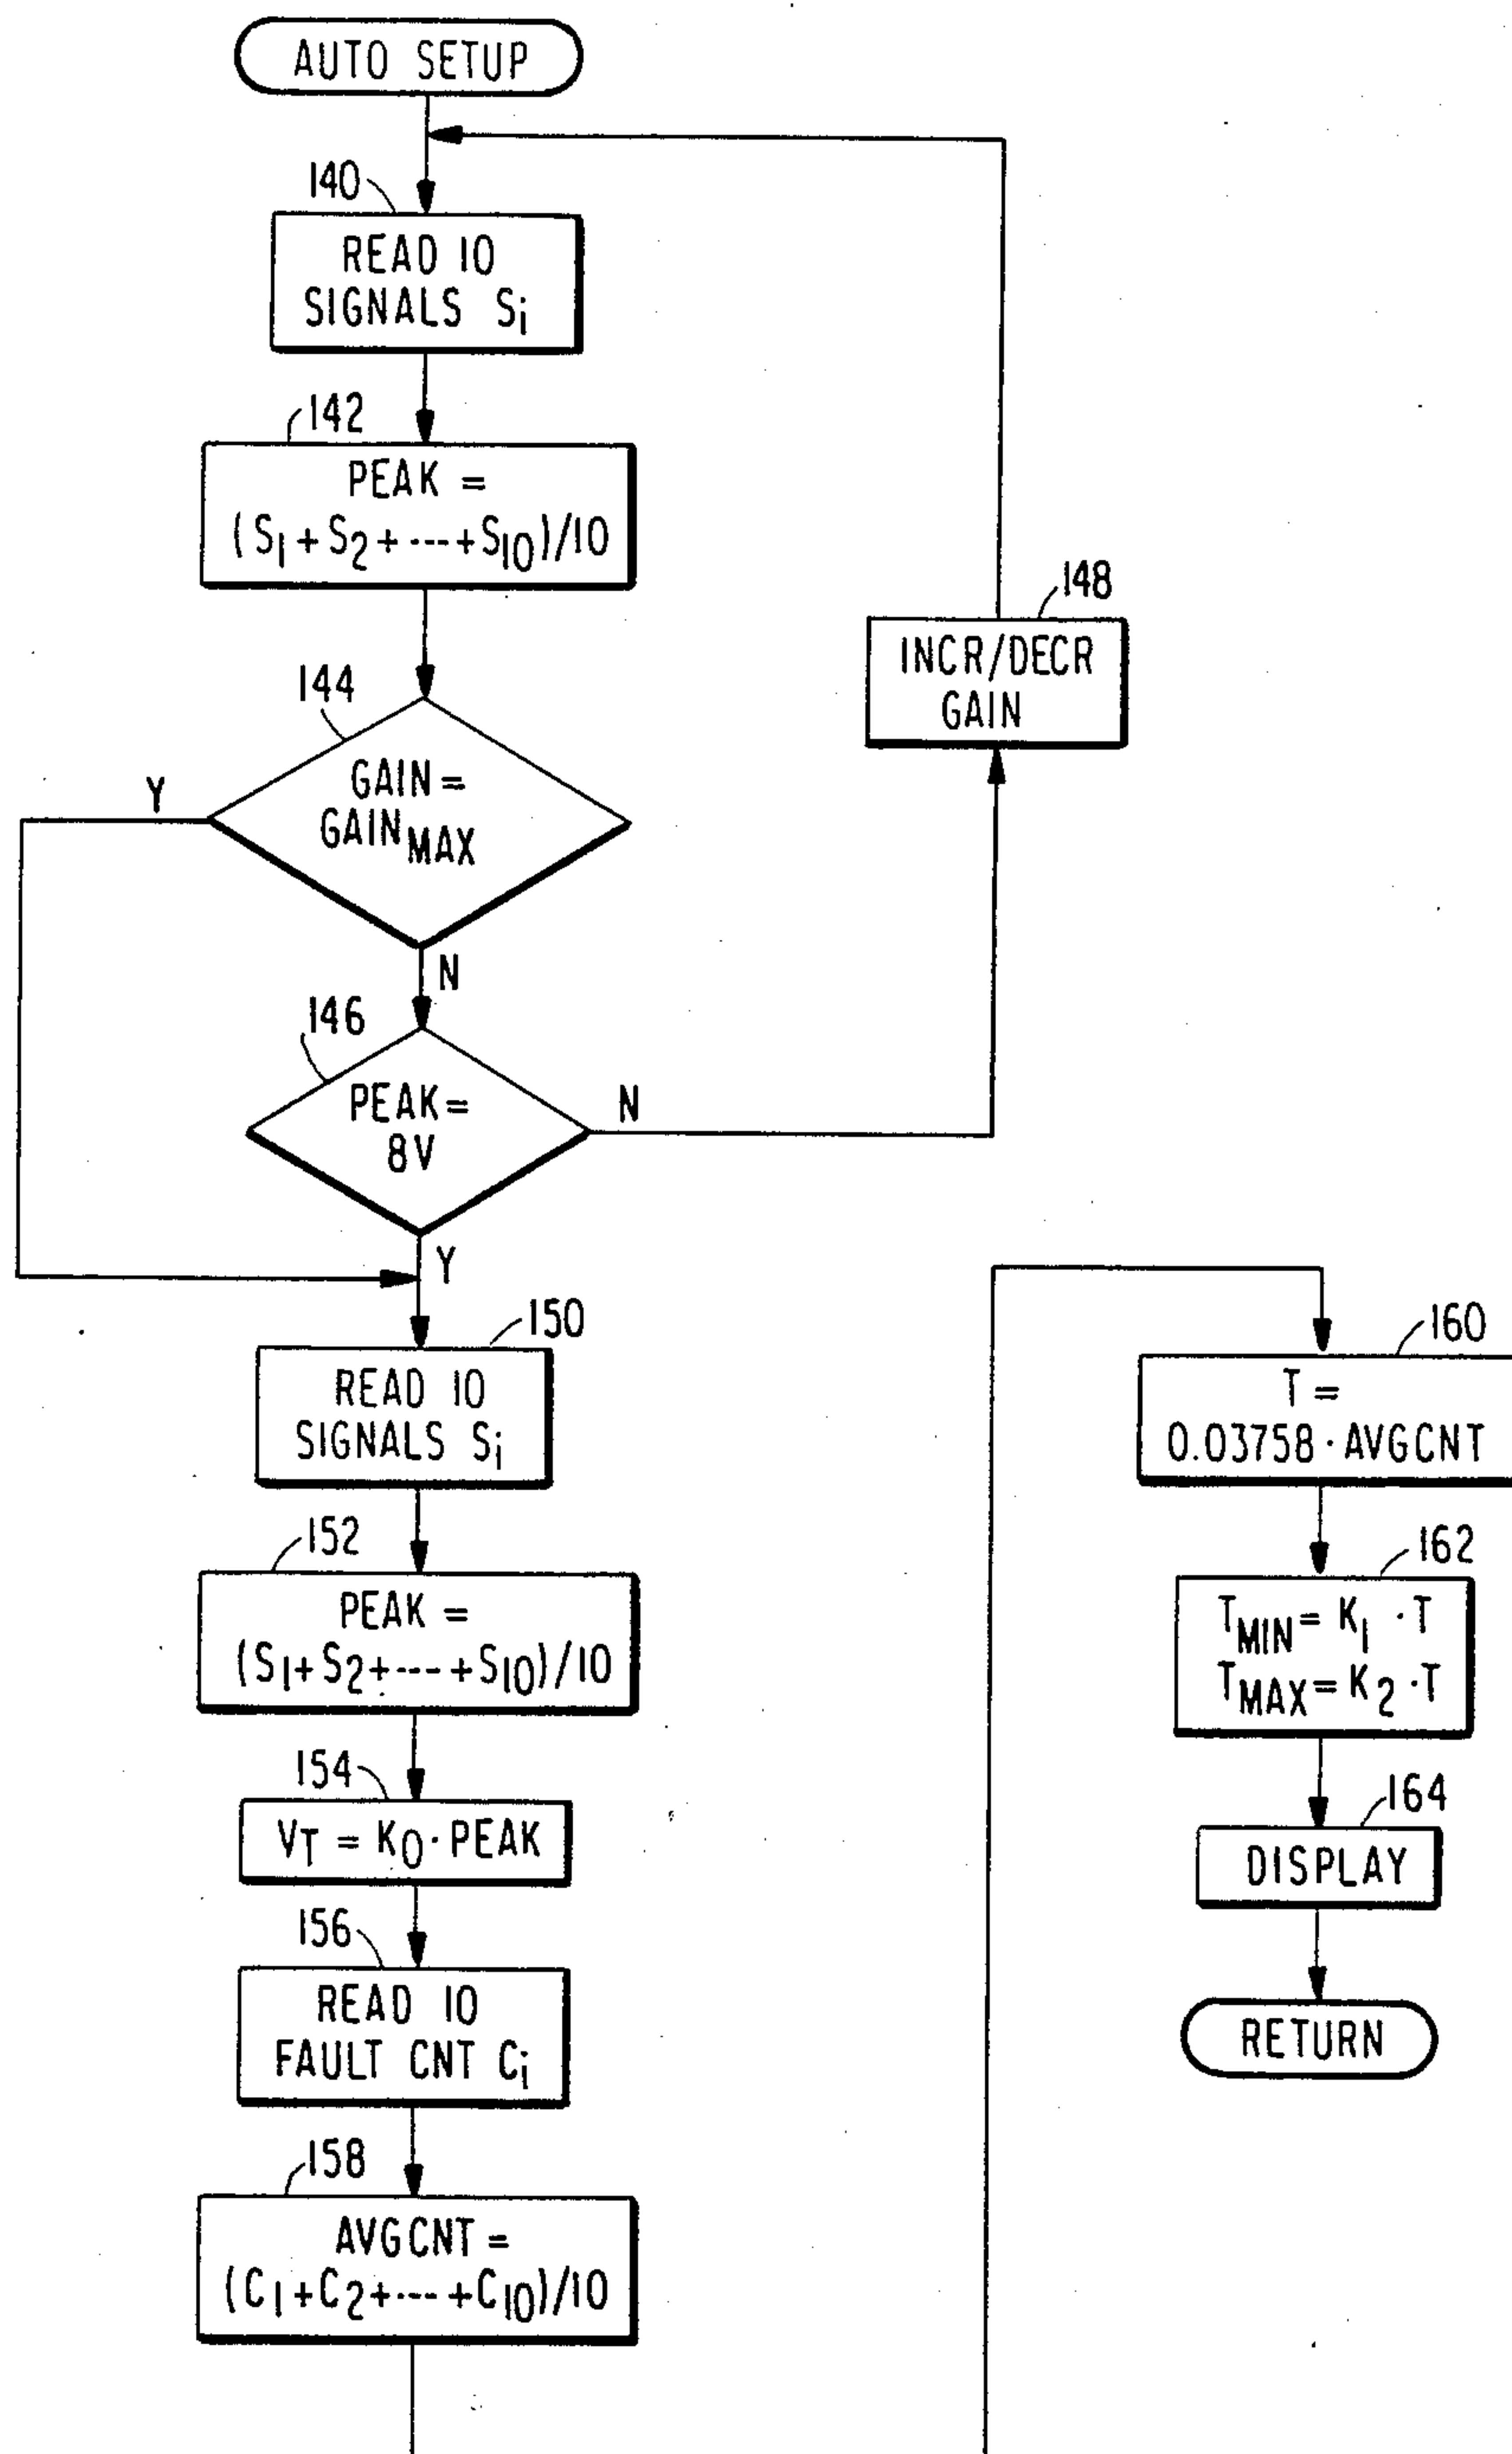 AUTO SETUP
140
READ 10
SIGNALS Si
142
PEAK =
(S1+S2+---+S10)/10
148
INCR/DECR
GAIN
144
GAIN =
GAINMAX
Y
N
146
PEAK =
8V
N
Y
150
READ 10
SIGNALS Si
152
PEAK =
(S1+S2+---+S10)/10
154
VT = K0·PEAK
156
READ 10
FAULT CNT Ci
158
AVGCNT =
(C1+C2+---+C10)/10
160
T =
0.03758·AVGCNT
162
TMIN = K1·T
TMAX = K2·T
164
DISPLAY
RETURN